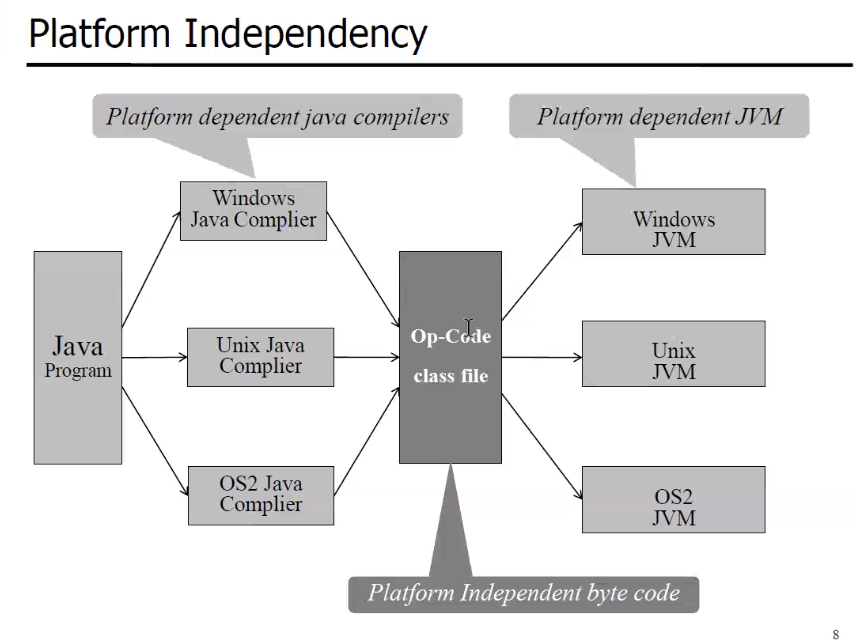 Platform Independency
Platform dependent java compilers
Platform dependent JVM
Windows
Java Complier
Windows
JVM
Java
Program
Unix Java
Complier
Op-Code
class file
Unix
JVM
OS2 Java
Complier
OS2
JVM
Platform Independent byte code
8